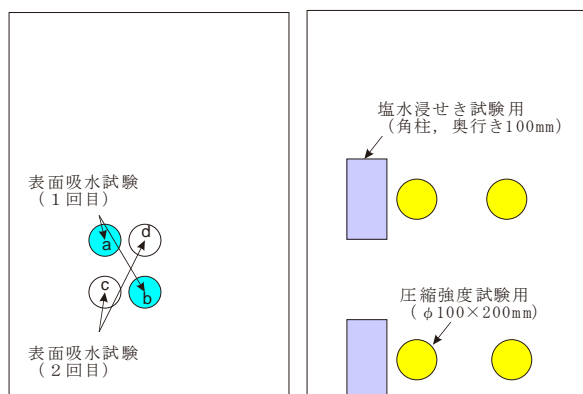 表面吸水試験
(1回目)
a
d
c
b
表面吸水試験
(2回目)
塩水浸せき試験用
(角柱，奥行き100mm)
圧縮強度試験用
(φ100×200mm)